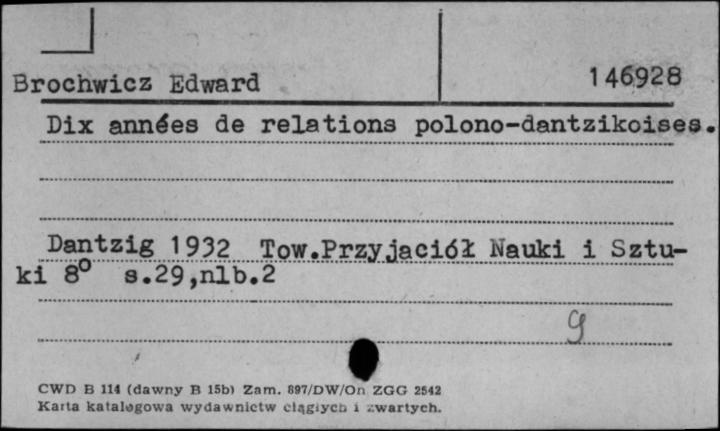 Brochwicz Edward 146928
Dix années de relations polono-dantzikoises.
Dantzig 1932 Tow.Przyjaciół Nauki i Sztu-
ki 8° s.29,nlb.2
g
CWD B 114 (dawny B 15b) Zam. 897/DW/On ZGG 2542
Karta katalogowa wydawnictw ciągłych i zwartych.